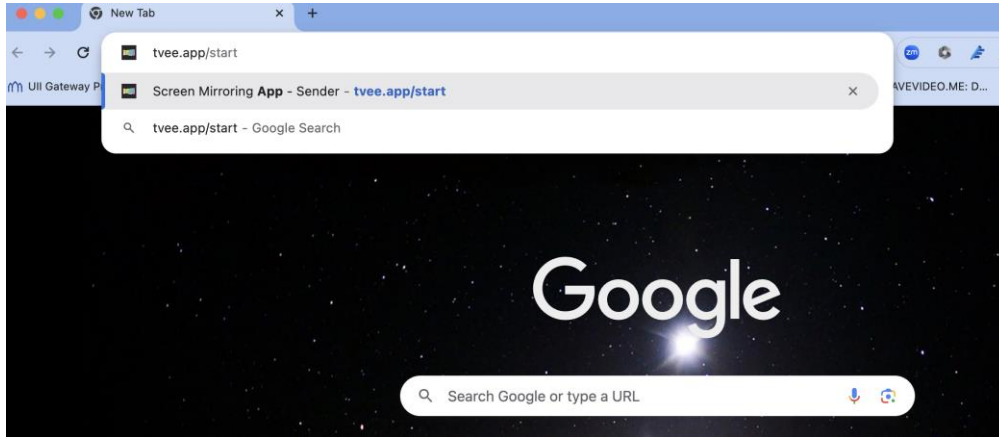 New Tab
tvee.app/start
zm
UII Gateway P
Screen Mirroring App - Sender - tvee.app/start
AVEVIDEO.ME: D...
tvee.app/start - Google Search
Google
Search Google or type a URL